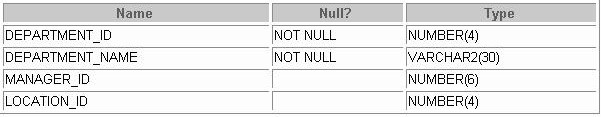 Name Null? Type
DEPARTMENT_ID NOT NULL NUMBER(4)
DEPARTMENT_NAME NOT NULL VARCHAR2(30)
MANAGER_ID NUMBER(6)
LOCATION_ID NUMBER(4)